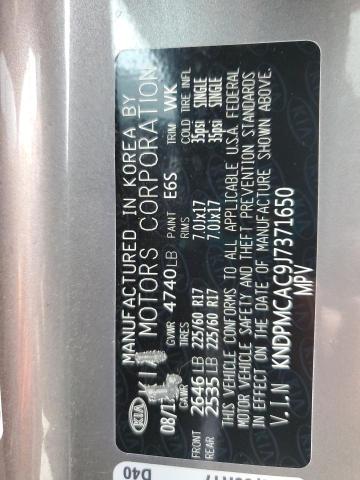 KIA
MANUFACTURED IN KOREA BY
MOTORS CORPORATION
08/1
GVWR 4740LB PAINT E6S TRIM WK
GAWR TIRES RIMS COLD TIRE INFL
FRONT 2646LB 225/60 R17 7.0Jx17 35psi SINGLE
REAR 2535LB 225/60 R17 7.0Jx17 35psi SINGLE
THIS VEHICLE CONFORMS TO ALL APPLICABLE U.S.A. FEDERAL
MOTOR VEHICLE SAFETY AND THEFT PREVENTION STANDARDS
IN EFFECT ON THE DATE OF MANUFACTURE SHOWN ABOVE.
V.I.N KNDPMCAC9J7371650
MPV
D40